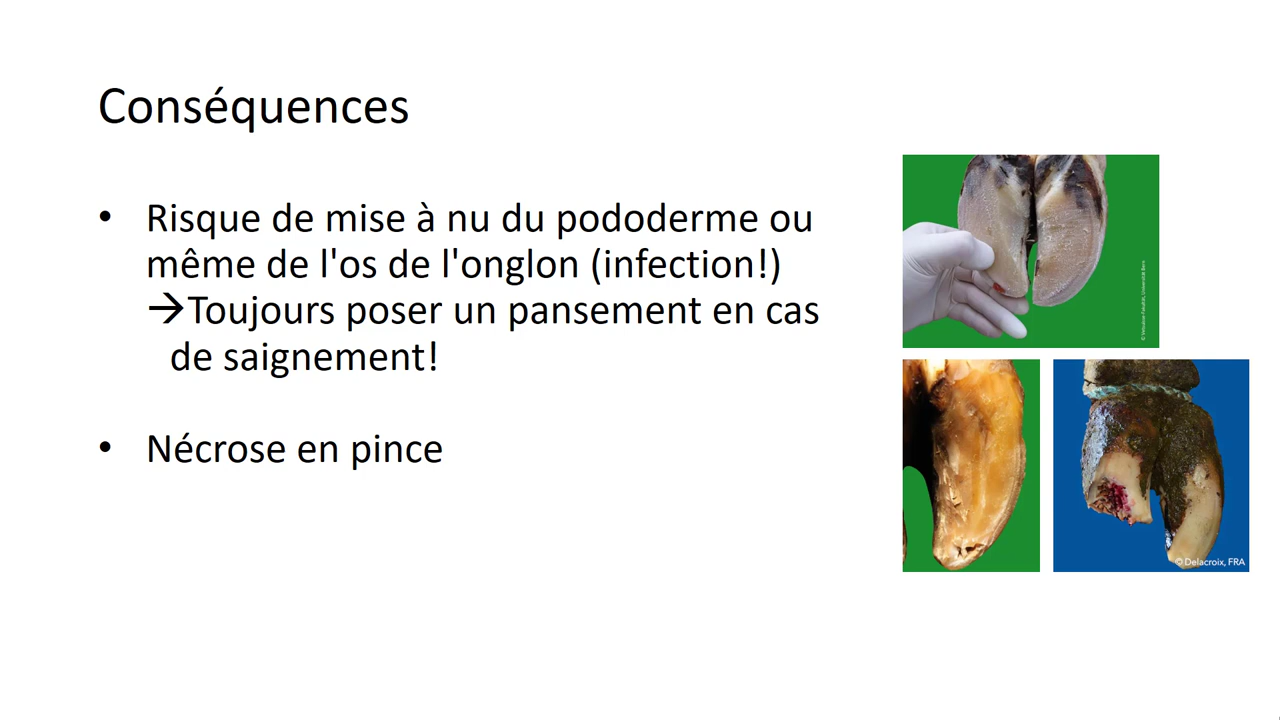 Conséquences
• Risque de mise à nu du pododerme ou
même de l'os de l'onglon (infection!)
→Toujours poser un pansement en cas
de saignement!
• Nécrose en pince
© Delacroix, FRA